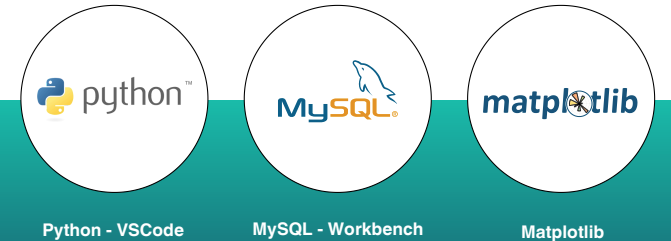 python™
MySQL®
matplotlib
Python - VSCode
MySQL - Workbench
Matplotlib